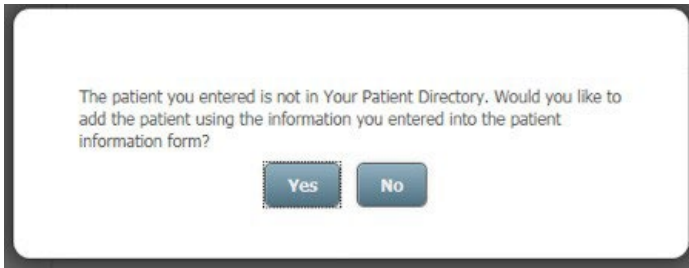 The patient you entered is not in Your Patient Directory. Would you like to
add the patient using the information you entered into the patient
information form?
Yes No